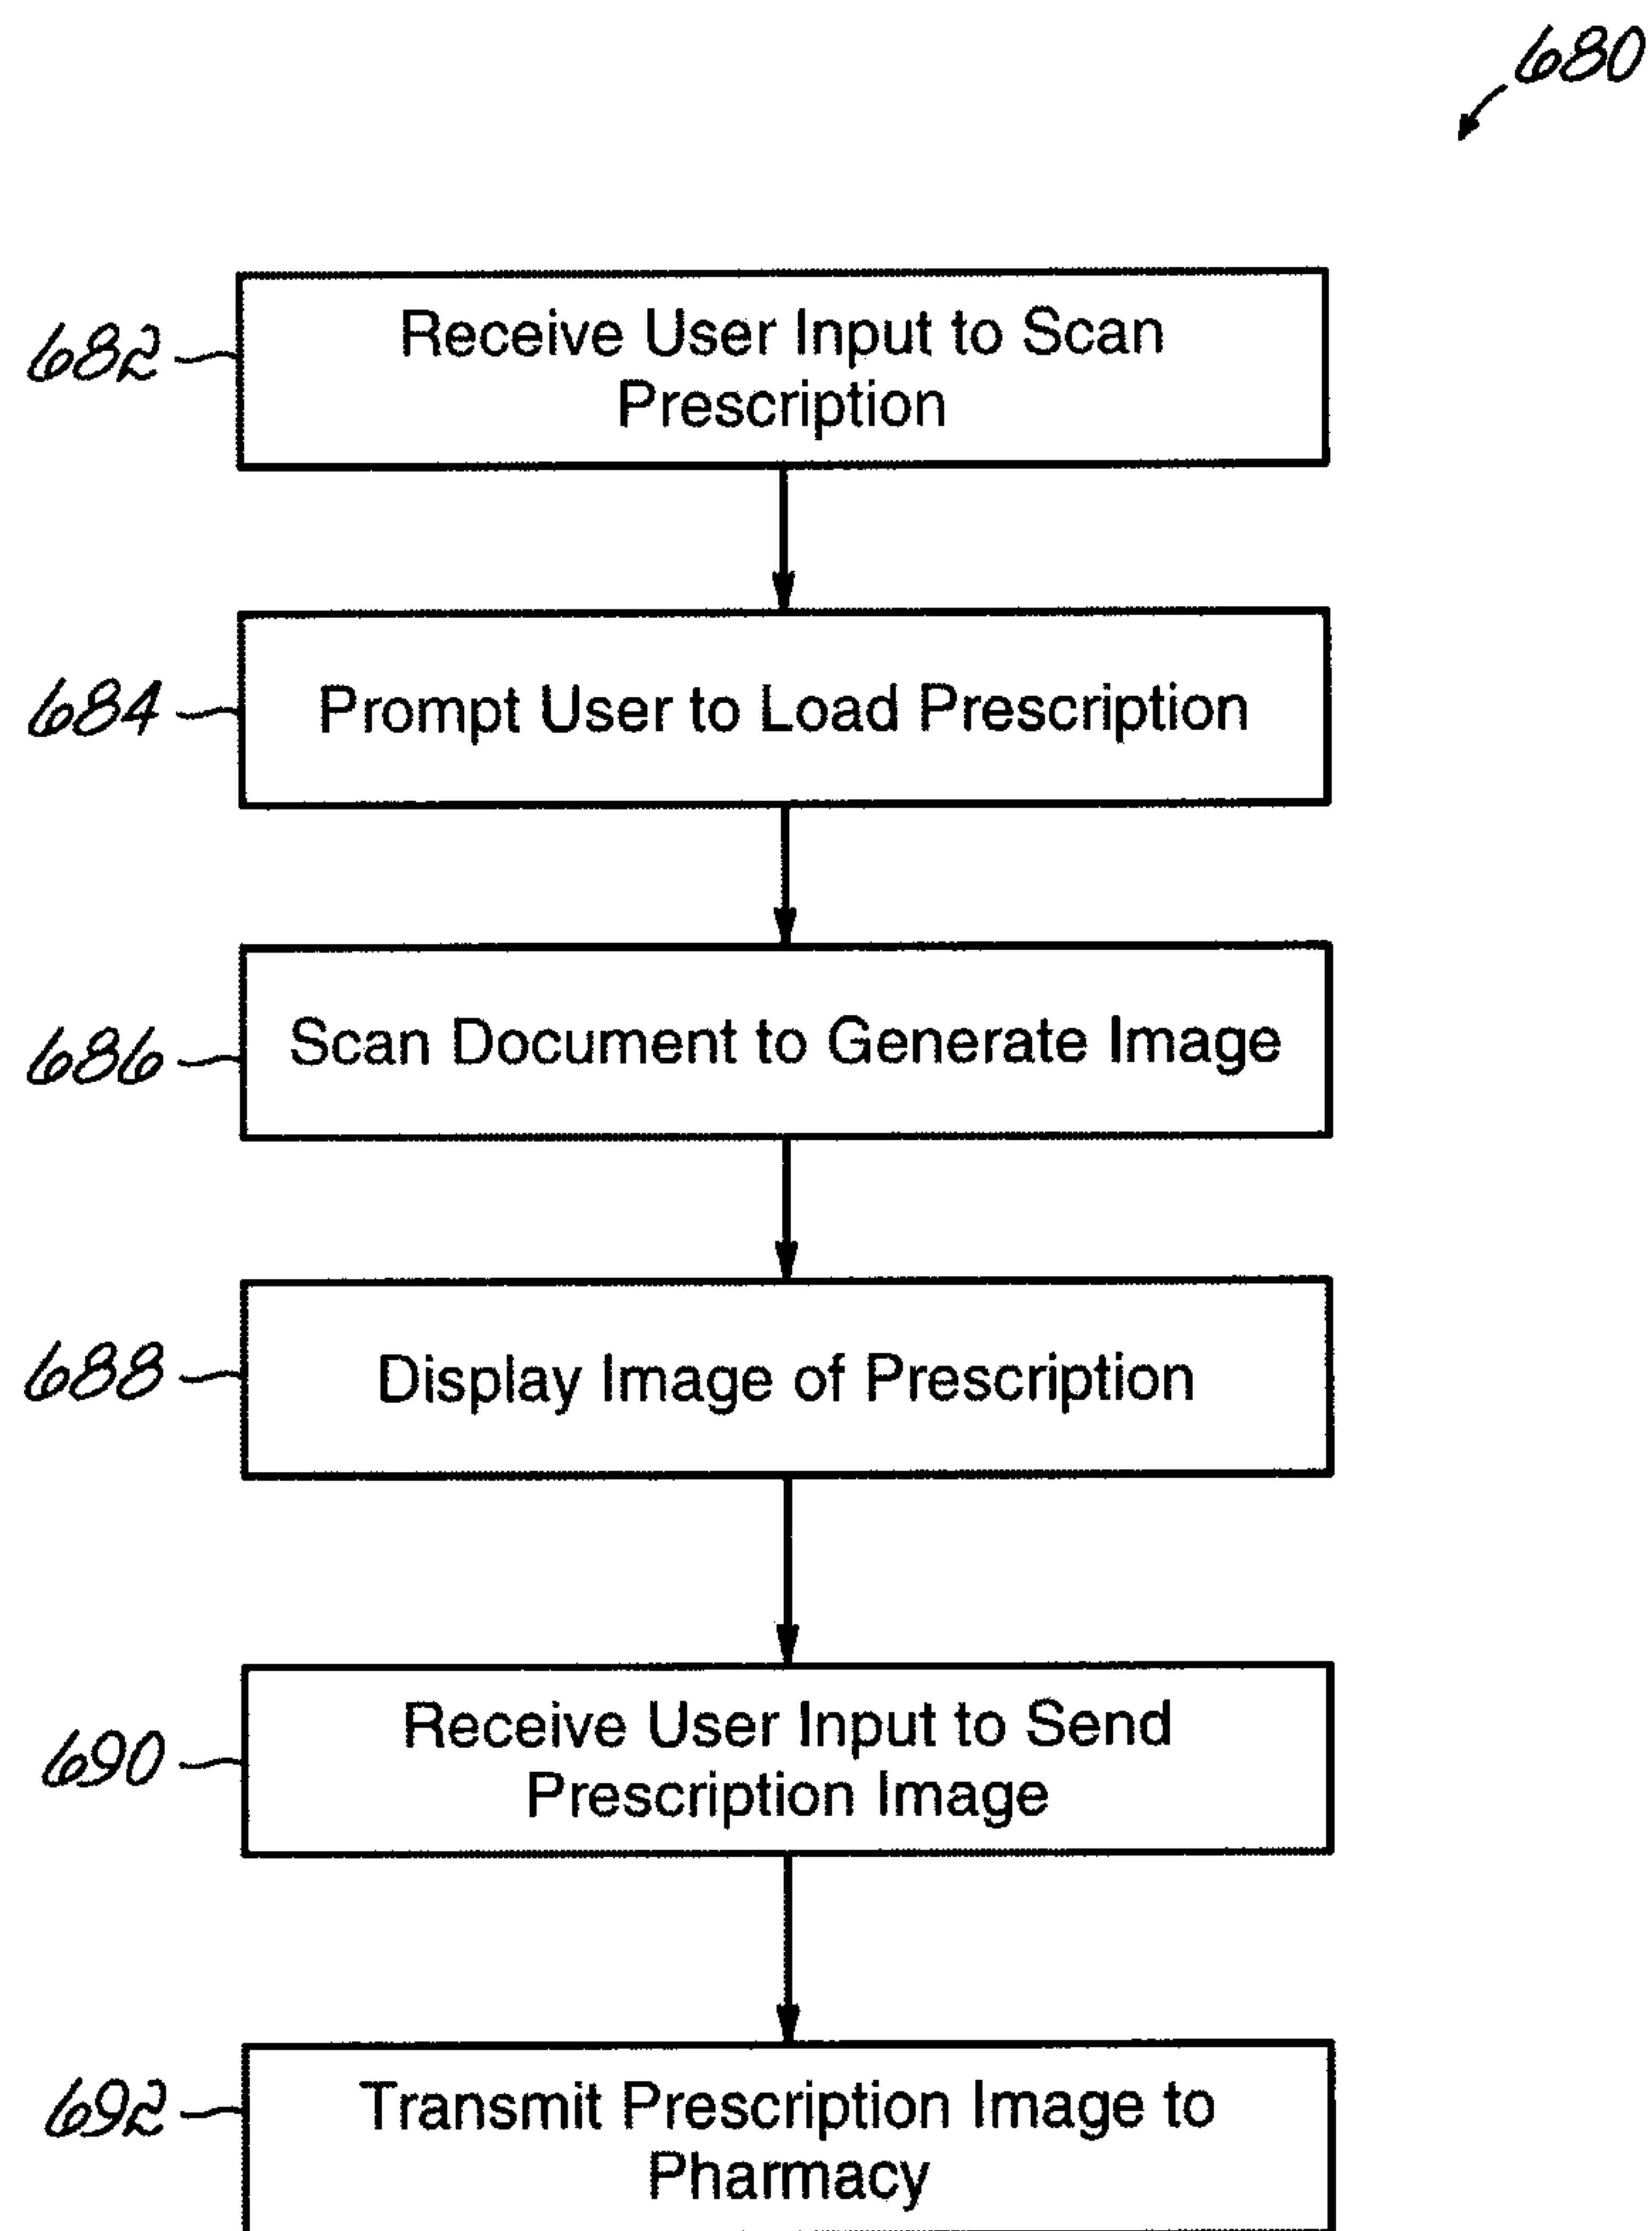 680
682
Receive User Input to Scan
Prescription
684
Prompt User to Load Prescription
686
Scan Document to Generate Image
688
Display Image of Prescription
690
Receive User Input to Send
Prescription Image
692
Transmit Prescription Image to
Pharmacy